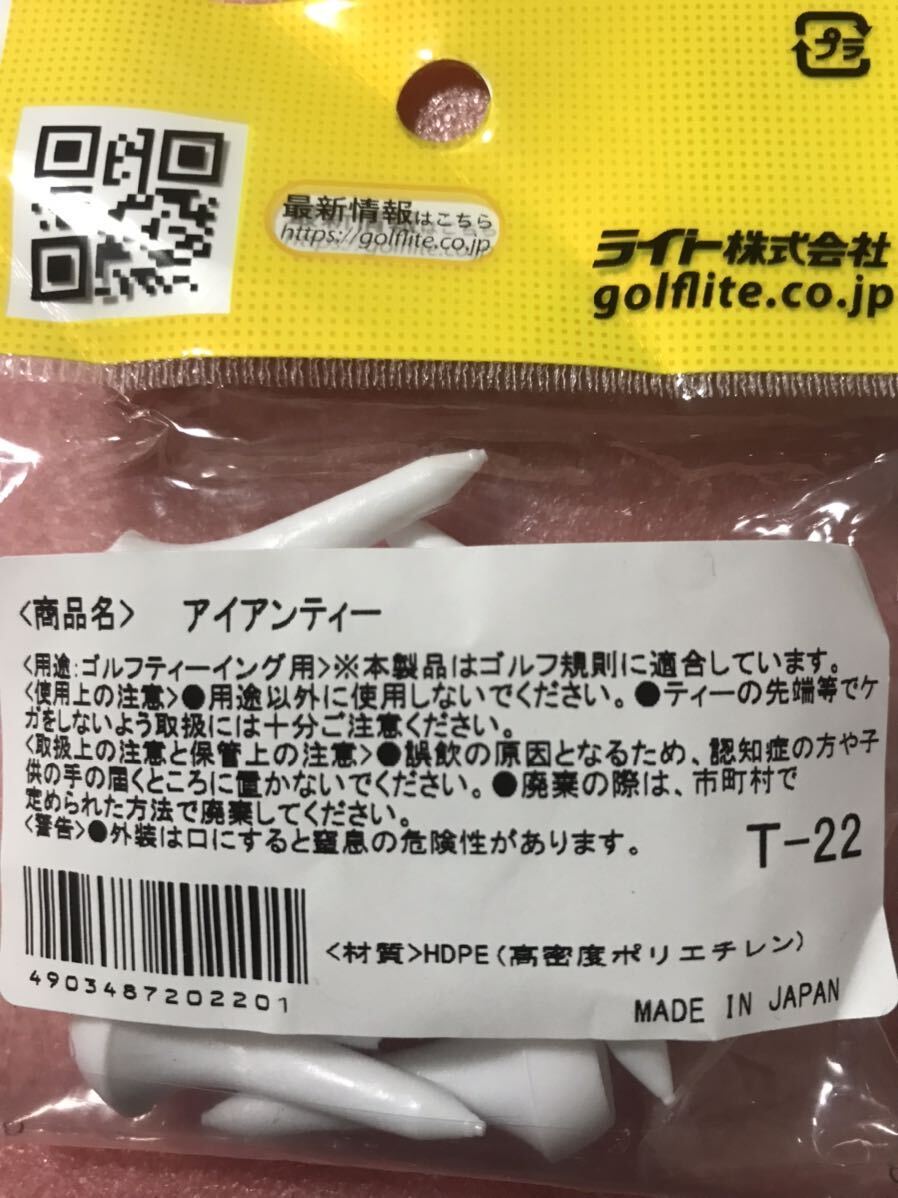 プラ
最新情報はこちら
https://golflite.co.jp
ライト株式会社
golflite.co.jp
<商品名> アイアンティー
<用途:ゴルフティーイング用>※本製品はゴルフ規則に適合しています。
<使用上の注意>●用途以外に使用しないでください。●ティーの先端等でケ
ガをしないよう取扱には十分ご注意ください。
<取扱上の注意と保管上の注意>●誤飲の原因となるため、認知症の方や子
供の手の届くところに置かないでください。●廃棄の際は、市町村で
定められた方法で廃棄してください。
<警告>●外装は口にすると窒息の危険性があります。
T-22
4903487202201
<材質>HDPE(高密度ポリエチレン)
MADE IN JAPAN